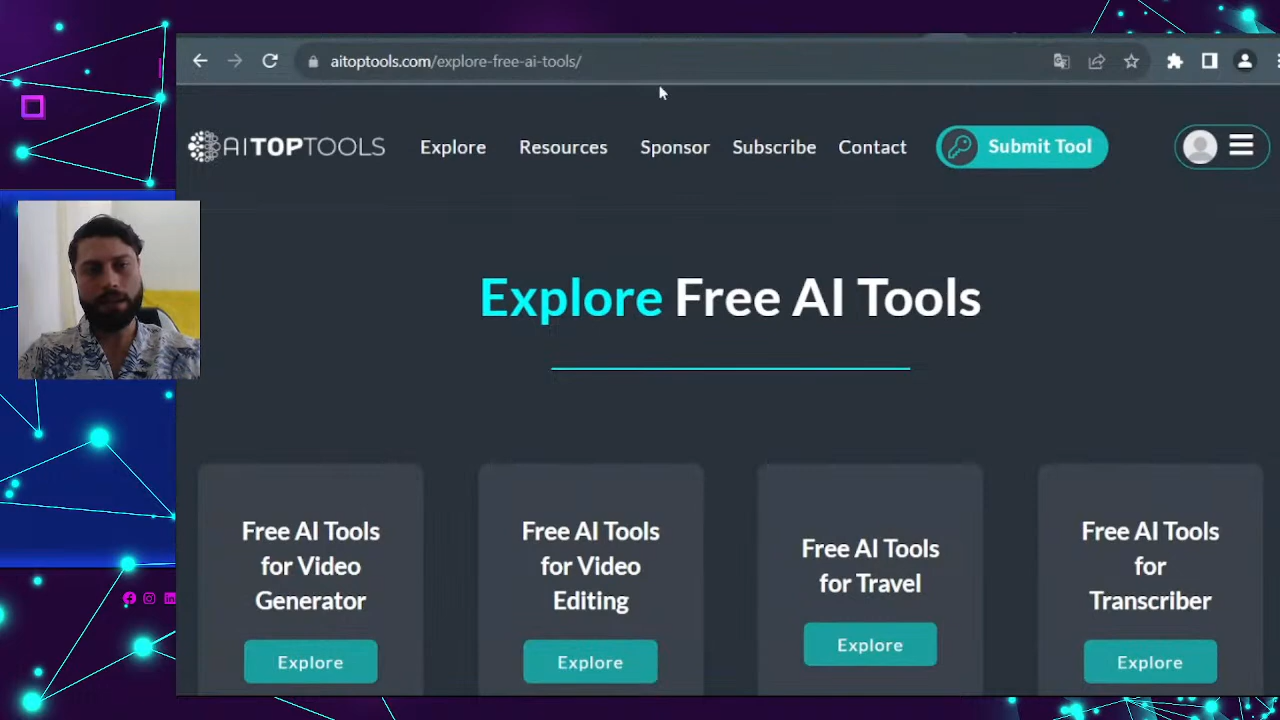 aitoptools.com/explore-free-ai-tools/
AITOPTOOLS Explore Resources Sponsor Subscribe Contact Submit Tool
Explore Free AI Tools
Free AI Tools
for Video
Generator
Explore
Free AI Tools
for Video
Editing
Explore
Free AI Tools
for Travel
Explore
Free AI Tools
for
Transcriber
Explore